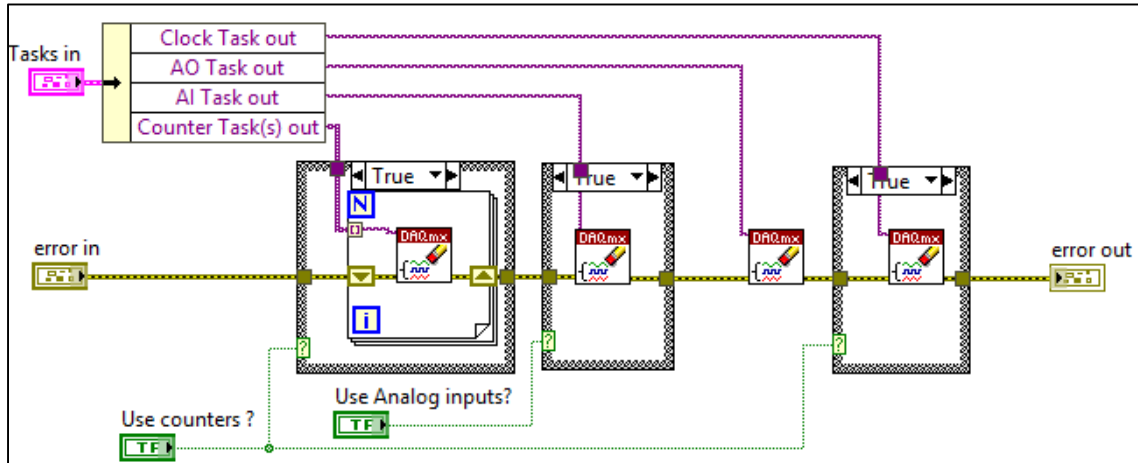 Tasks in
Clock Task out
AO Task out
AI Task out
Counter Task(s) out
True
True
True
N
DAQmx
DAQmx
DAQmx
DAQmx
error in
error out
i
?
?
?
Use Analog inputs?
TF
Use counters ?
TF